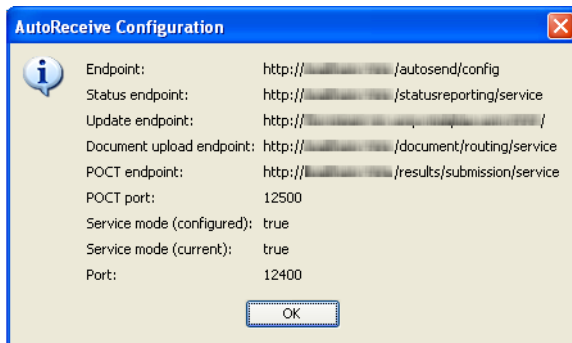 AutoReceive Configuration
Endpoint: http:// /autosend/config
Status endpoint: http:// /statusreporting/service
Update endpoint: http:// /
Document upload endpoint: http:// /document/routing/service
POCT endpoint: http:// /results/submission/service
POCT port: 12500
Service mode (configured): true
Service mode (current): true
Port: 12400
OK